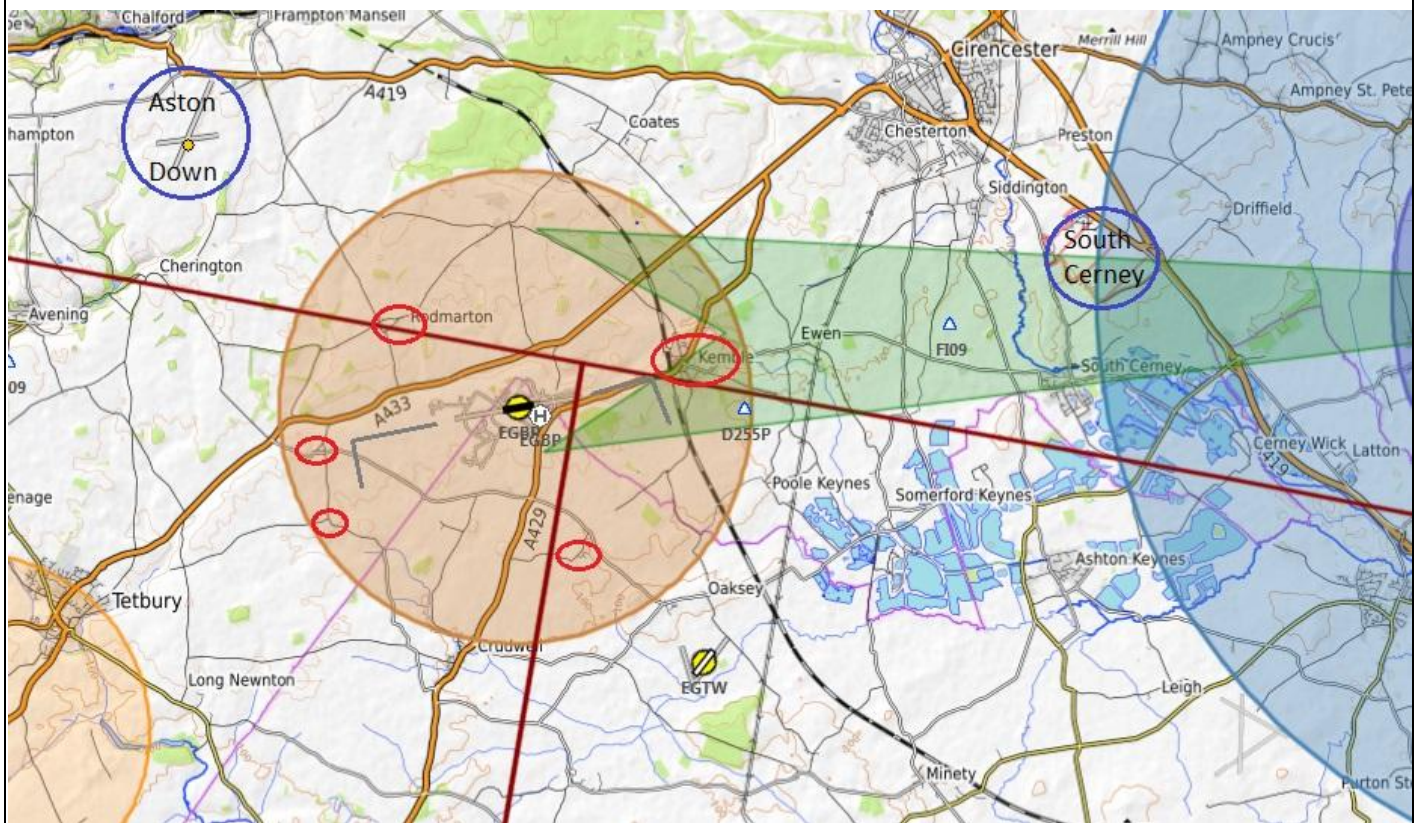 Chalford
Frampton Mansell
Cirencester
Merrill Hill
Ampney Crucis
A419
Ampney St. Pete
Aston
Down
hampton
Coates
Chesterton
Preston
Siddington
Driffield
South
Cerney
Cherington
Avening
Rodmarton
Kemble
Ewen
FI09
09
South Cerney
A433
D255P
EGBP
EGBP
H
Cerney Wick
Latton
419
enage
Poole Keynes
Somerford Keynes
A429
Ashton Keynes
Oaksey
Tetbury
Crudwell
Long Newnton
EGTW
Leigh
Minety
Purton Sto